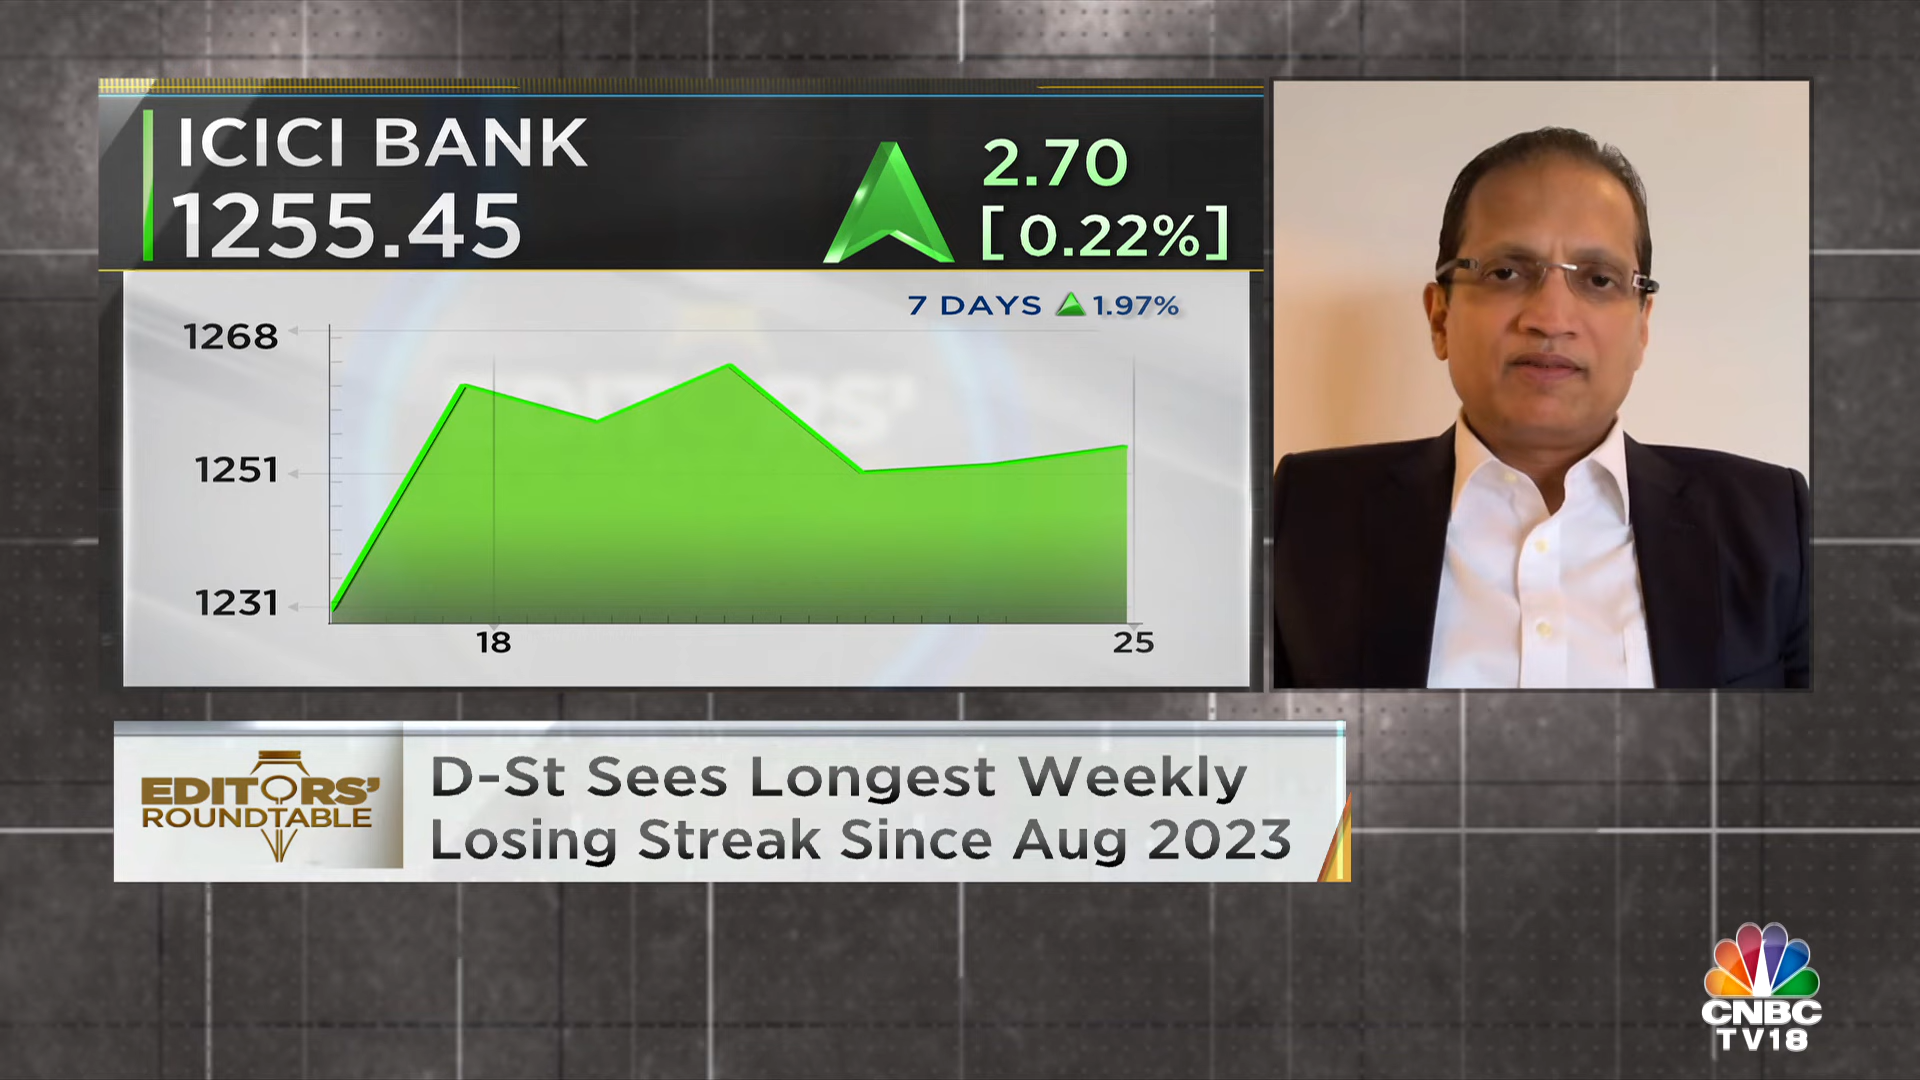 ICICI BANK
1255.45
2.70
[ 0.22%]
7 DAYS 1.97%
1268
1251
1231
18
25
EDITORS'
ROUNDTABLE
D-St Sees Longest Weekly
Losing Streak Since Aug 2023
CNBC
TV18